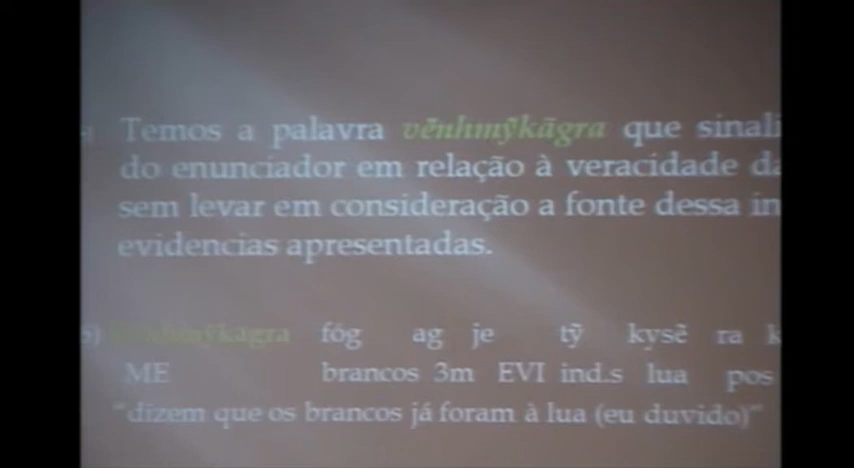 Temos a palavra vẽnhmỹkãgra que sinali
do enunciador em relação à veracidade da
sem levar em consideração a fonte dessa in
evidencias apresentadas.
fóg ag je tỹ kysẽ ra k
ME brancos 3m EVI ind.s lua pos
"dizem que os brancos já foram à lua (eu duvido)"